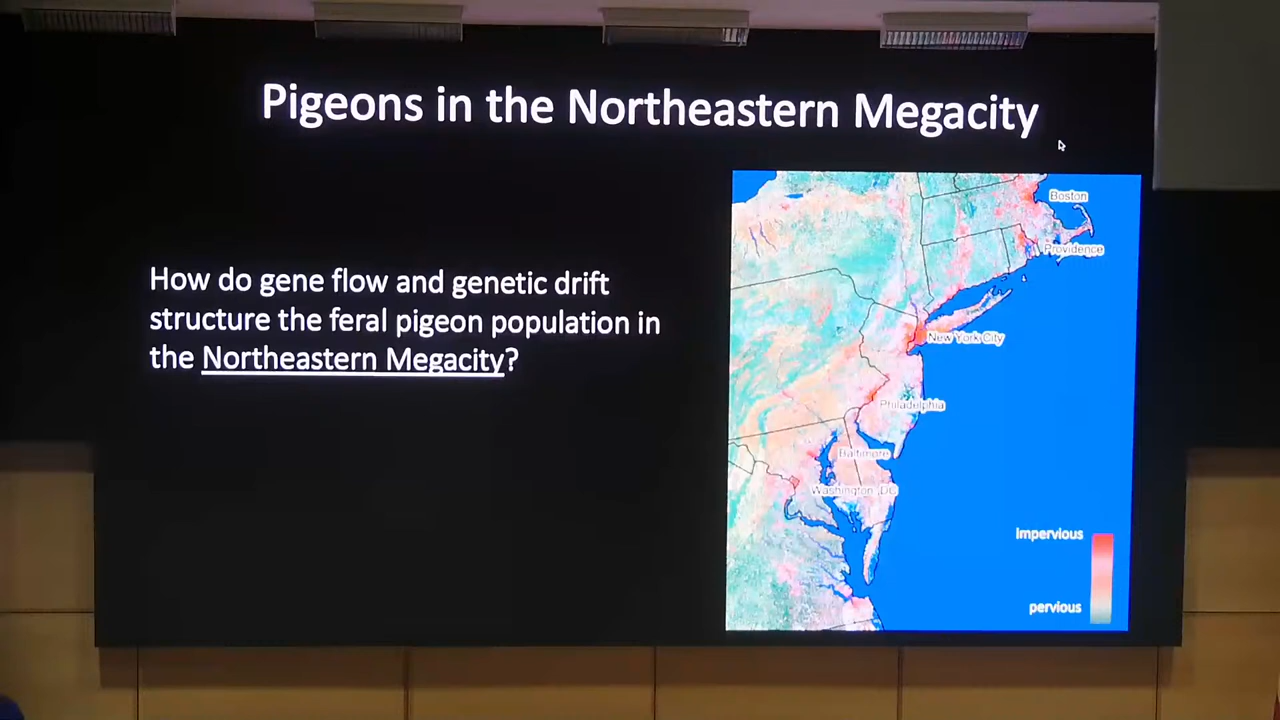 Pigeons in the Northeastern Megacity
How do gene flow and genetic drift
structure the feral pigeon population in
the Northeastern Megacity?
Boston
Providence
New York City
Philadelphia
Baltimore
Washington ,DC
Impervious
pervious